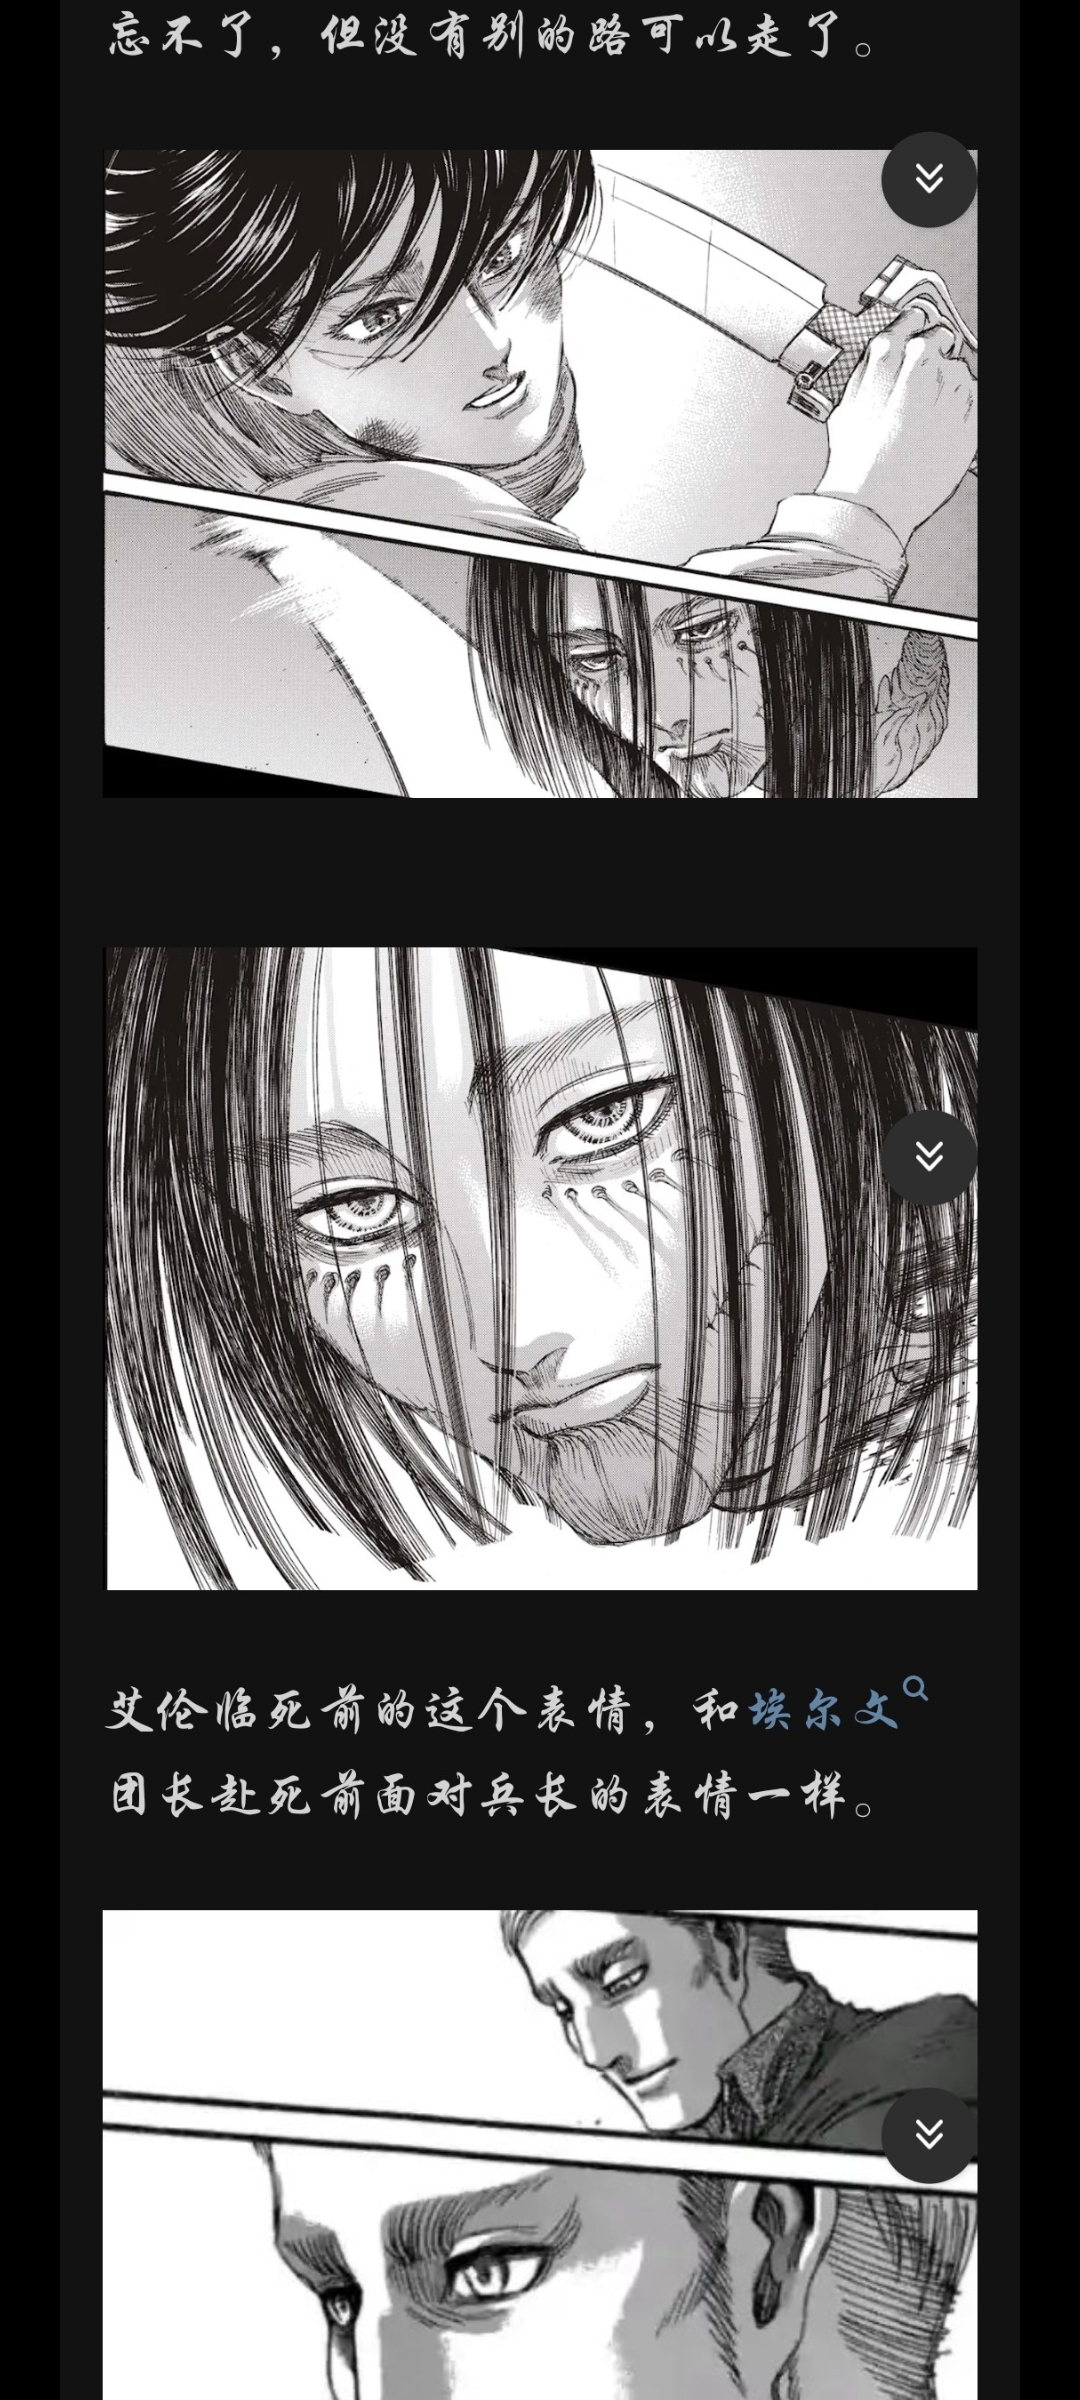 忘不了，但没有别的路可以走了。
艾伦临死前的这个表情，和埃尔文
团长赴死前面对兵长的表情一样。